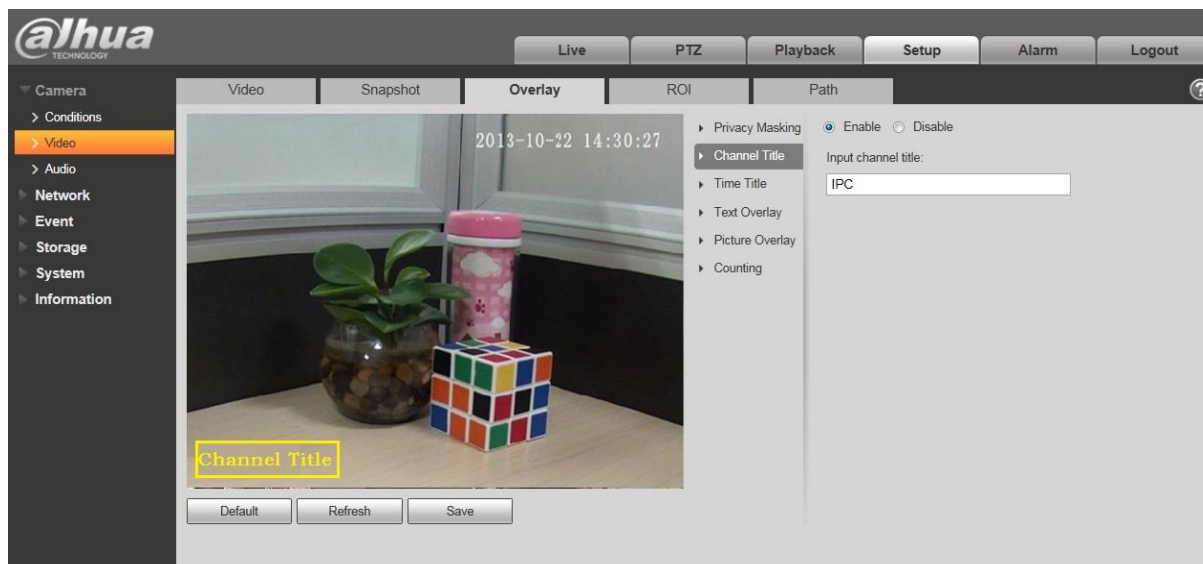 alhua
TECHNOLOGY
Live
PTZ
Playback
Setup
Alarm
Logout
Camera
Conditions
Video
Audio
Network
Event
Storage
System
Information
Video
Snapshot
Overlay
ROI
Path
?
2013-10-22 14:30:27
Channel Title
Default
Refresh
Save
Privacy Masking
Channel Title
Time Title
Text Overlay
Picture Overlay
Counting
Enable
Disable
Input channel title:
IPC